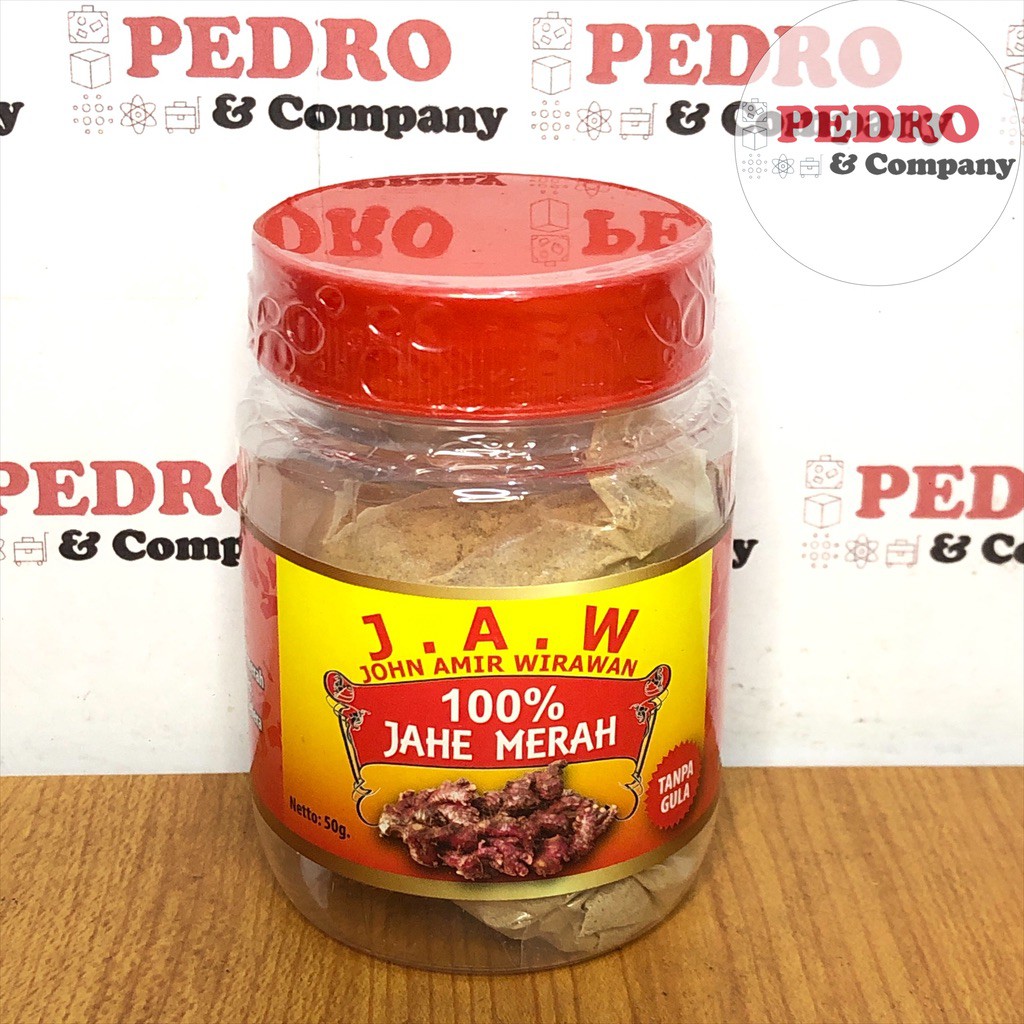 PEDRO
& Company
PEDRO
& Company
PEDRO
& Company
PEDRO
& Comp
PED
& Co
J.A.W
JOHN AMIR WIRAWAN
100%
JAHE MERAH
TANPA
GULA
Netto: 50g.